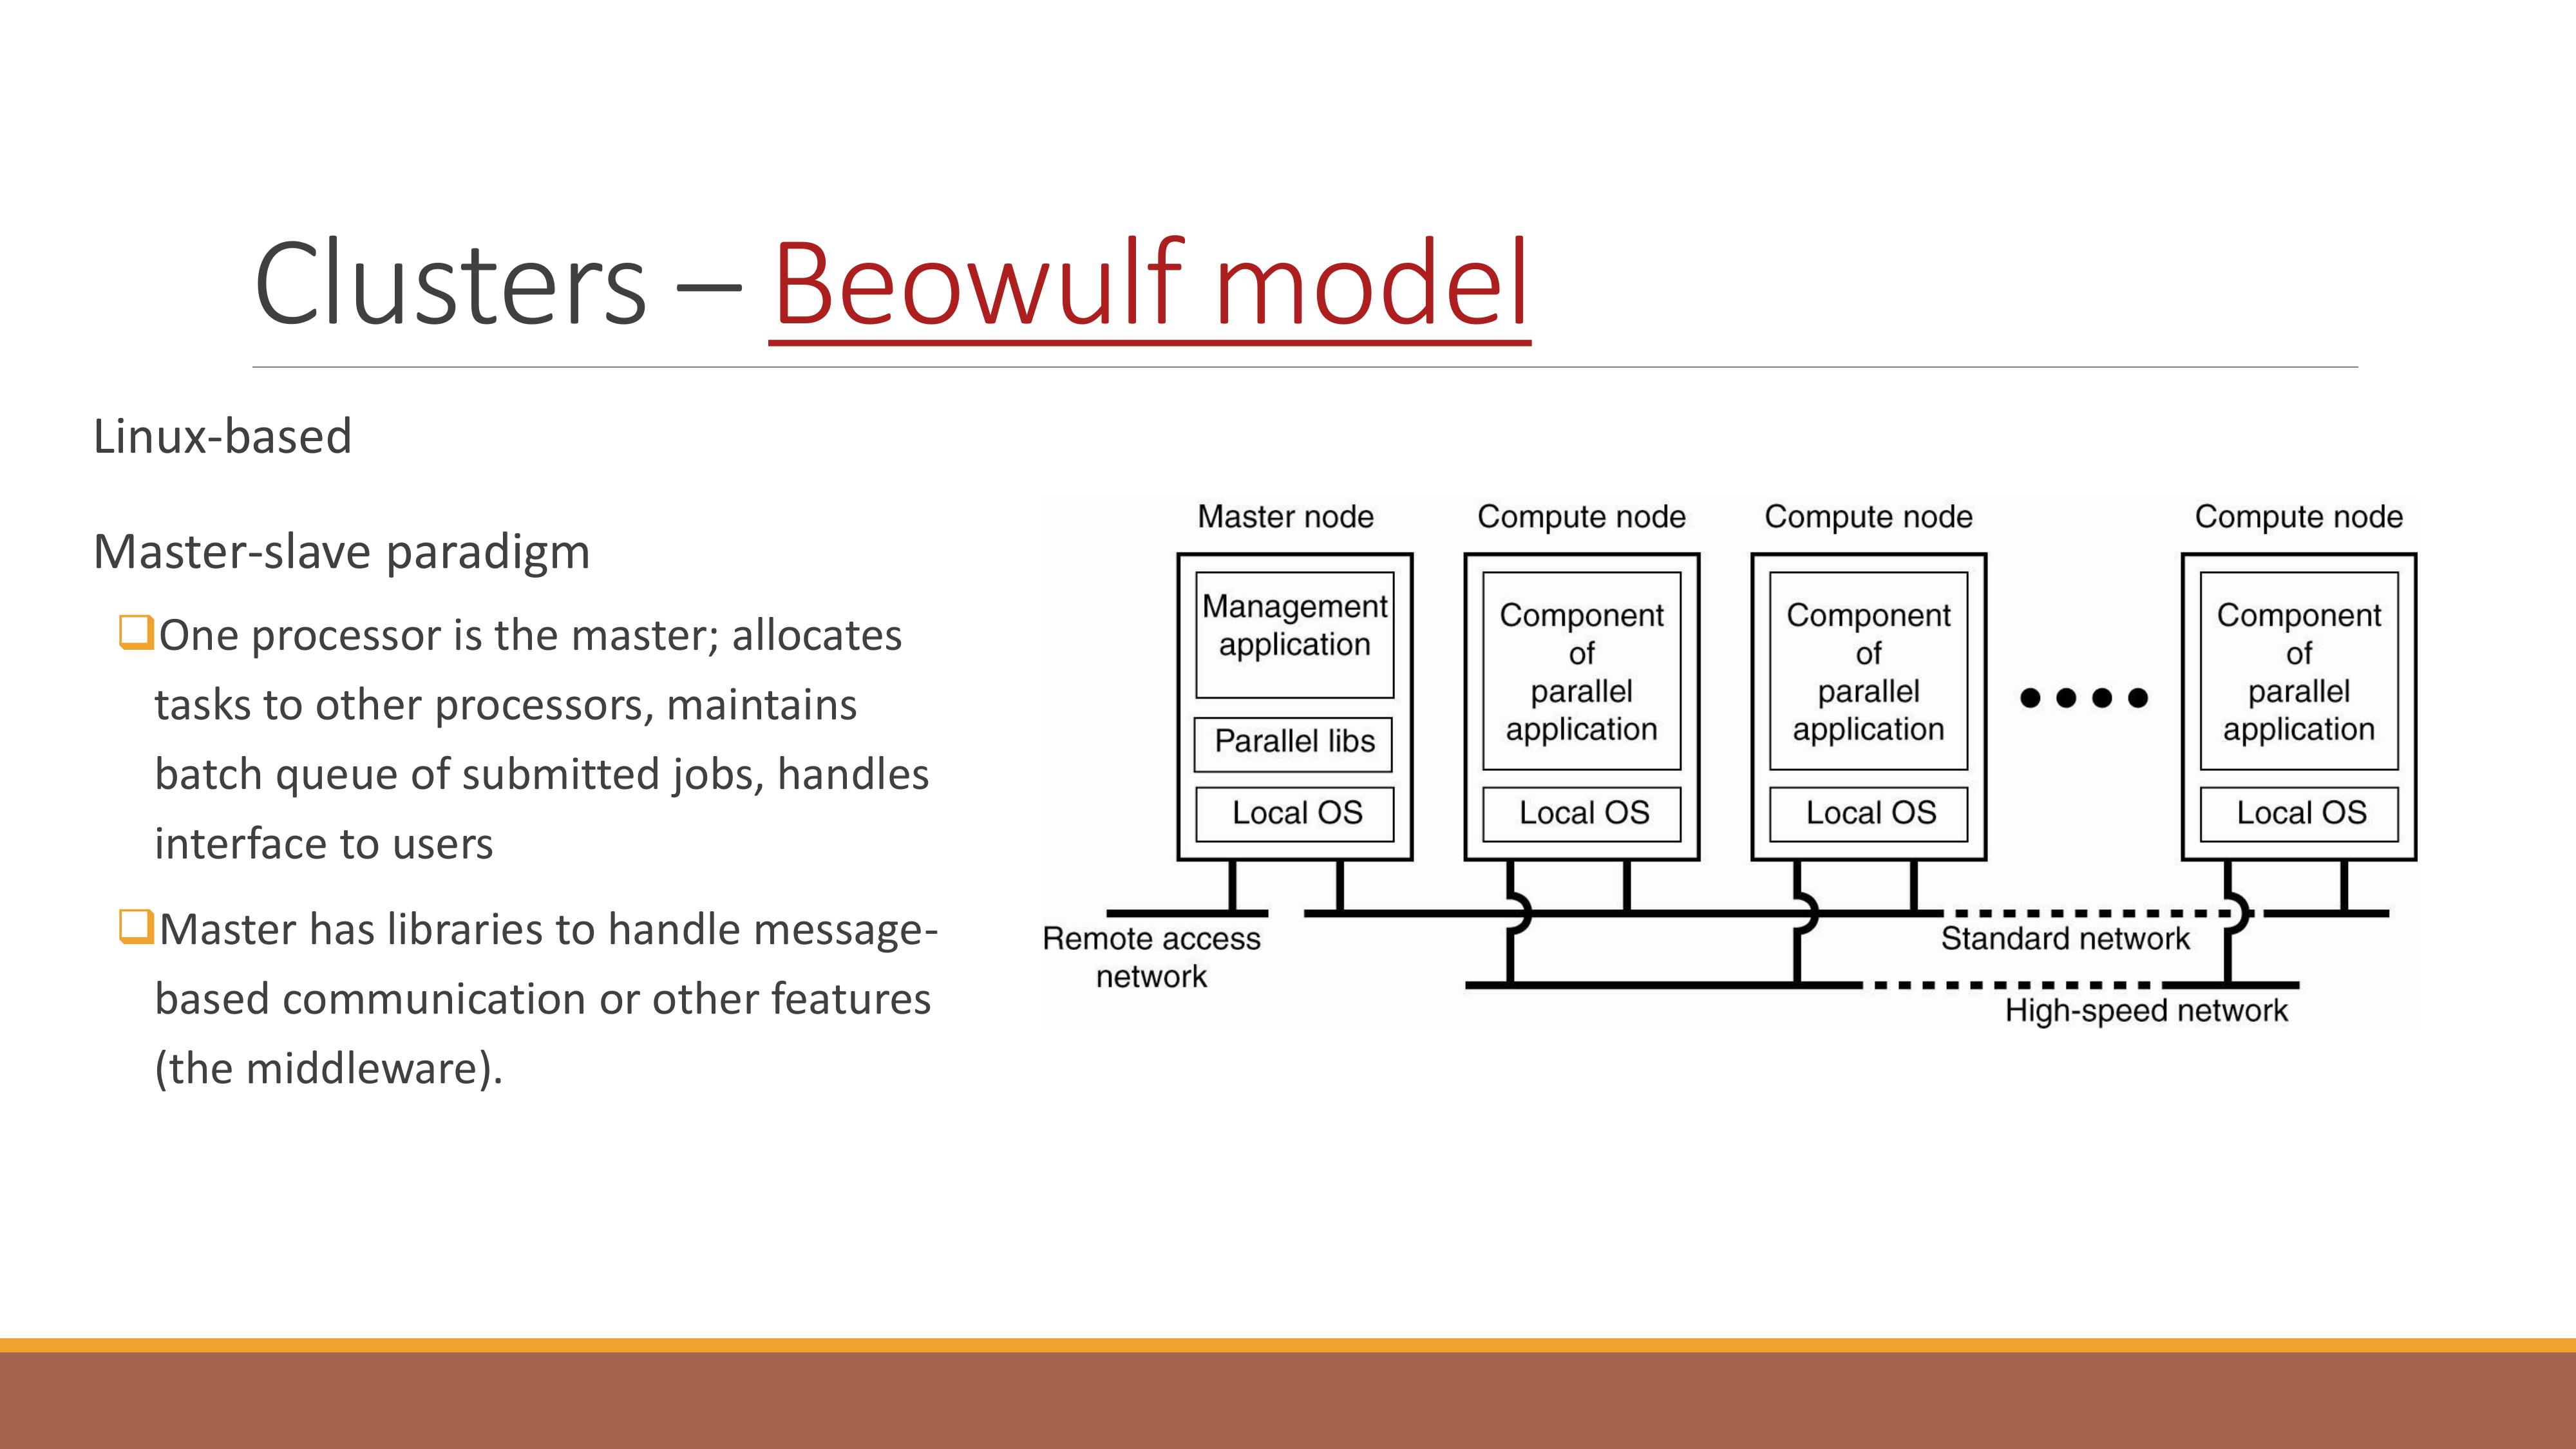 Clusters – Beowulf model
Linux-based
Master-slave paradigm
One processor is the master; allocates
tasks to other processors, maintains
batch queue of submitted jobs, handles
interface to users
Master has libraries to handle message-
based communication or other features
(the middleware).
Master node
Management
application
Parallel libs
Local OS
Compute node
Component
of
parallel
application
Local OS
Compute node
Component
of
parallel
application
Local OS
Compute node
Component
of
parallel
application
Local OS
Remote access
network
Standard network
High-speed network